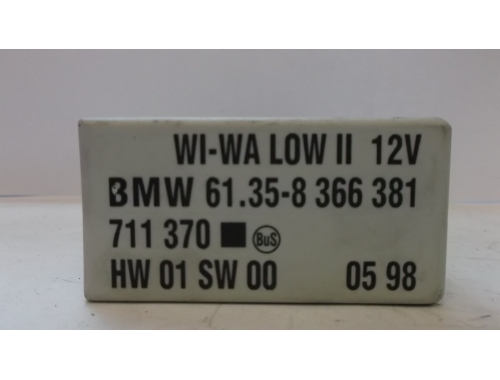 WI-WA LOW II 12V
BMW 61.35-8 366 381
711 370 ■ BuS
HW 01 SW 00 05 98